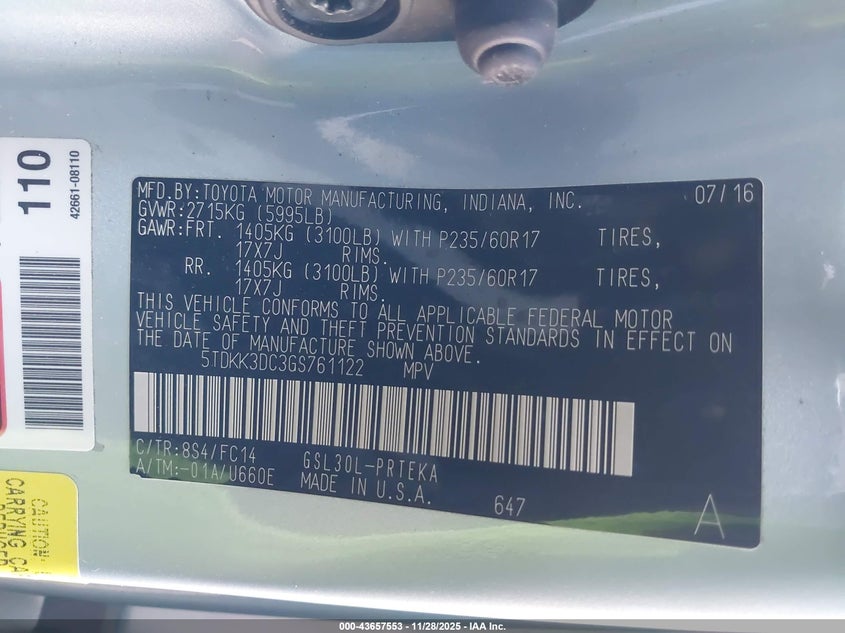 110
42661-08110
MFD.BY:TOYOTA MOTOR MANUFACTURING, INDIANA, INC. 07/16
GVWR:2715KG (5995LB)
GAWR:FRT. 1405KG (3100LB) WITH P235/60R17 TIRES,
17X7J RIMS.
RR. 1405KG (3100LB) WITH P235/60R17 TIRES,
17X7J RIMS.
THIS VEHICLE CONFORMS TO ALL APPLICABLE FEDERAL MOTOR
VEHICLE SAFETY AND THEFT PREVENTION STANDARDS IN EFFECT ON
THE DATE OF MANUFACTURE SHOWN ABOVE.
5TDKK3DC3GS761122 MPV
C/TR:8S4/FC14 GSL30L-PRTEKA
A/TM:-01A/U660E MADE IN U.S.A. 647 A
CAUTION:
CARRYING CA
000-43657553 — 11/28/2025 — IAA Inc.